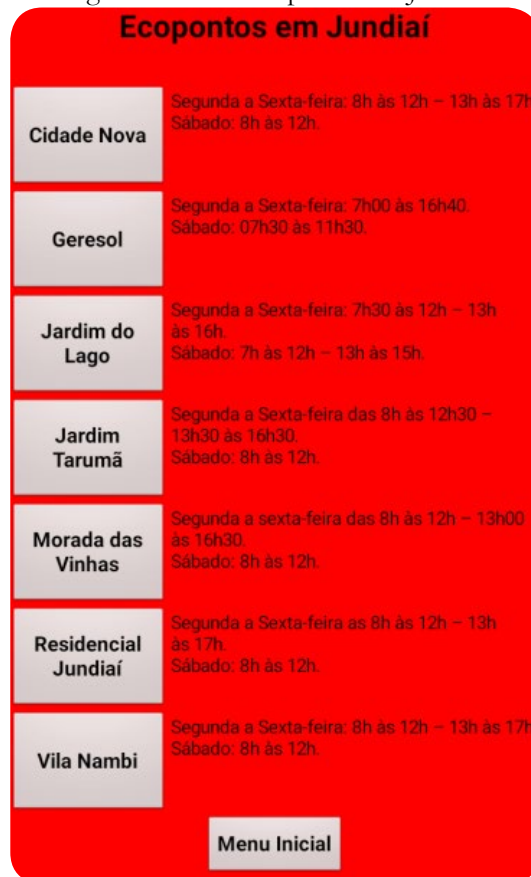 Ecopontos em Jundiaí
Cidade Nova
Segunda a Sexta-feira: 8h às 12h – 13h às 17h
Sábado: 8h às 12h.
Geresol
Segunda a Sexta-feira: 7h00 às 16h40.
Sábado: 07h30 às 11h30.
Jardim do
Lago
Segunda a Sexta-feira: 7h30 às 12h – 13h
às 16h.
Sábado: 7h às 12h – 13h às 15h.
Jardim
Tarumã
Segunda a Sexta-feira das 8h às 12h30 –
13h30 às 16h30.
Sábado: 8h às 12h.
Morada das
Vinhas
Segunda a sexta-feira das 8h às 12h – 13h00
às 16h30.
Sábado: 8h às 12h.
Residencial
Jundiaí
Segunda a Sexta-feira as 8h às 12h – 13h
às 17h.
Sábado: 8h às 12h.
Vila Nambi
Segunda a Sexta-feira: 8h às 12h – 13h às 17h
Sábado: 8h às 12h.
Menu Inicial